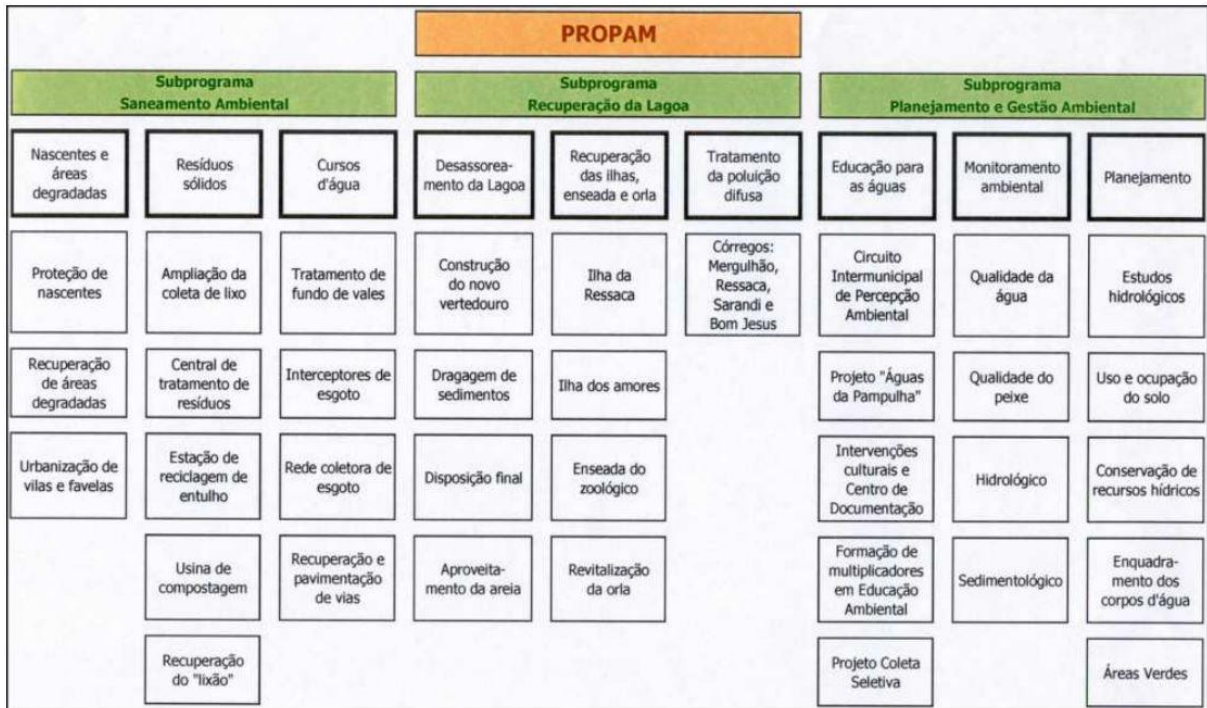 PROPAM
Subprograma
Saneamento Ambiental
Subprograma
Recuperação da Lagoa
Subprograma
Planejamento e Gestão Ambiental
Nascentes e
áreas
degradadas
Resíduos
sólidos
Cursos
d'água
Desassorea-
mento da Lagoa
Recuperação
das ilhas,
enseada e orla
Tratamento
da poluição
difusa
Educação para
as águas
Monitoramento
ambiental
Planejamento
Proteção de
nascentes
Ampliação da
coleta de lixo
Tratamento de
fundo de vales
Construção
do novo
vertedouro
Ilha da
Ressaca
Córregos:
Mergulhão,
Ressaca,
Sarandi e
Bom Jesus
Circuito
Intermunicipal
de Percepção
Ambiental
Qualidade da
água
Estudos
hidrológicos
Recuperação
de áreas
degradadas
Central de
tratamento de
resíduos
Interceptores de
esgoto
Dragagem de
sedimentos
Ilha dos amores
Projeto "Águas
da Pampulha"
Qualidade do
peixe
Uso e ocupação
do solo
Urbanização de
vilas e favelas
Estação de
reciclagem de
entulho
Rede coletora de
esgoto
Disposição final
Enseada do
zoológico
Intervenções
culturais e
Centro de
Documentação
Hidrológico
Conservação de
recursos hídricos
Usina de
compostagem
Recuperação e
pavimentação
de vias
Aproveita-
mento da areia
Revitalização
da orla
Formação de
multiplicadores
em Educação
Ambiental
Sedimentológico
Enquadra-
mento dos
corpos d'água
Recuperação
do "lixão"
Projeto Coleta
Seletiva
Áreas Verdes